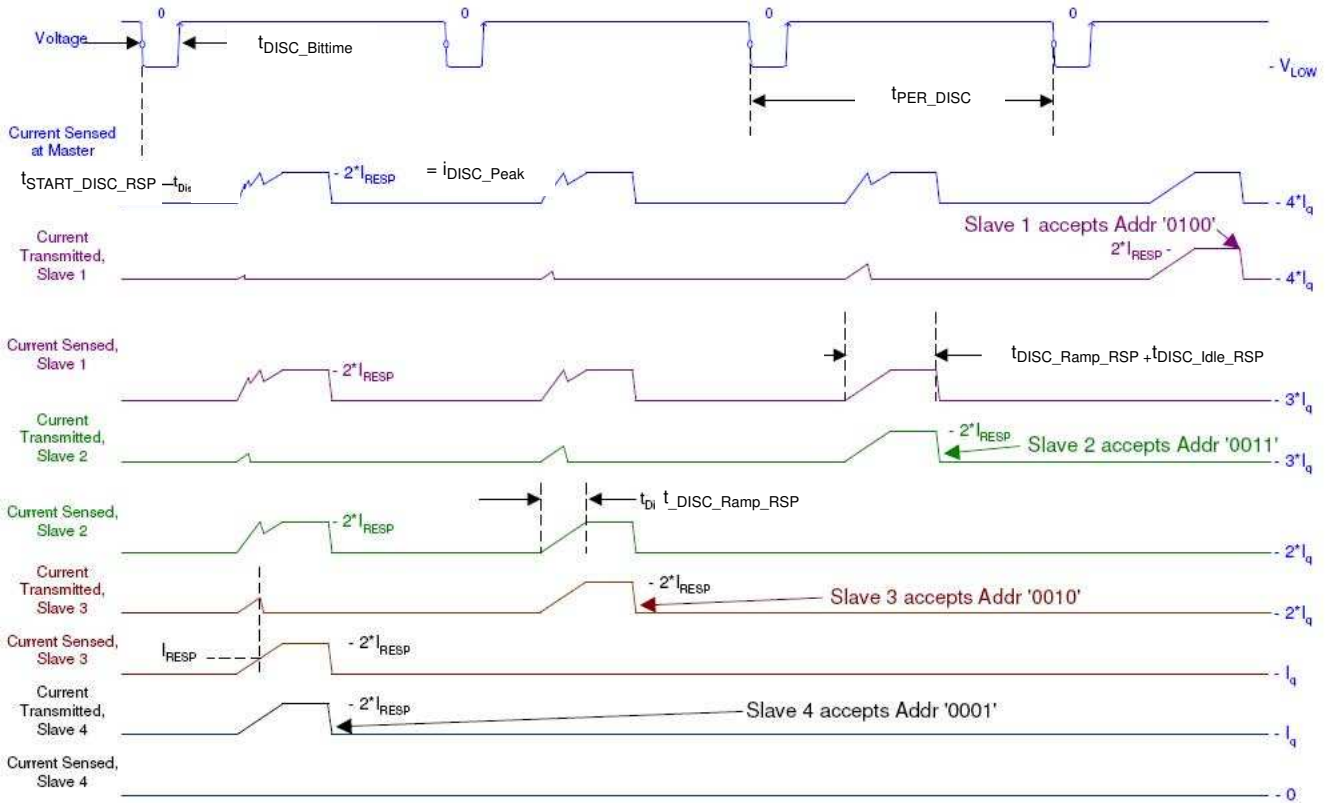 0 0 0 0
Voltage
tDISC_Bittime
- VLOW
tPER_DISC
Current Sensed
at Master
tSTART_DISC_RSP
- 2*IRESP = iDISC_Peak
- 4*Iq
Slave 1 accepts Addr '0100'
Current
Transmitted,
Slave 1
2*IRESP -
- 4*Iq
Current Sensed,
Slave 1
tDISC_Ramp_RSP +tDISC_Idle_RSP
- 2*IRESP
- 3*Iq
Current
Transmitted,
Slave 2
- 2*IRESP
Slave 2 accepts Addr '0011'
- 3*Iq
Current Sensed,
Slave 2
tDi t_DISC_Ramp_RSP
- 2*IRESP
- 2*Iq
Current
Transmitted,
Slave 3
- 2*IRESP
Slave 3 accepts Addr '0010'
- 2*Iq
Current Sensed,
Slave 3
IRESP
- 2*IRESP
- Iq
Current
Transmitted,
Slave 4
- 2*IRESP
Slave 4 accepts Addr '0001'
- Iq
Current Sensed,
Slave 4
- 0